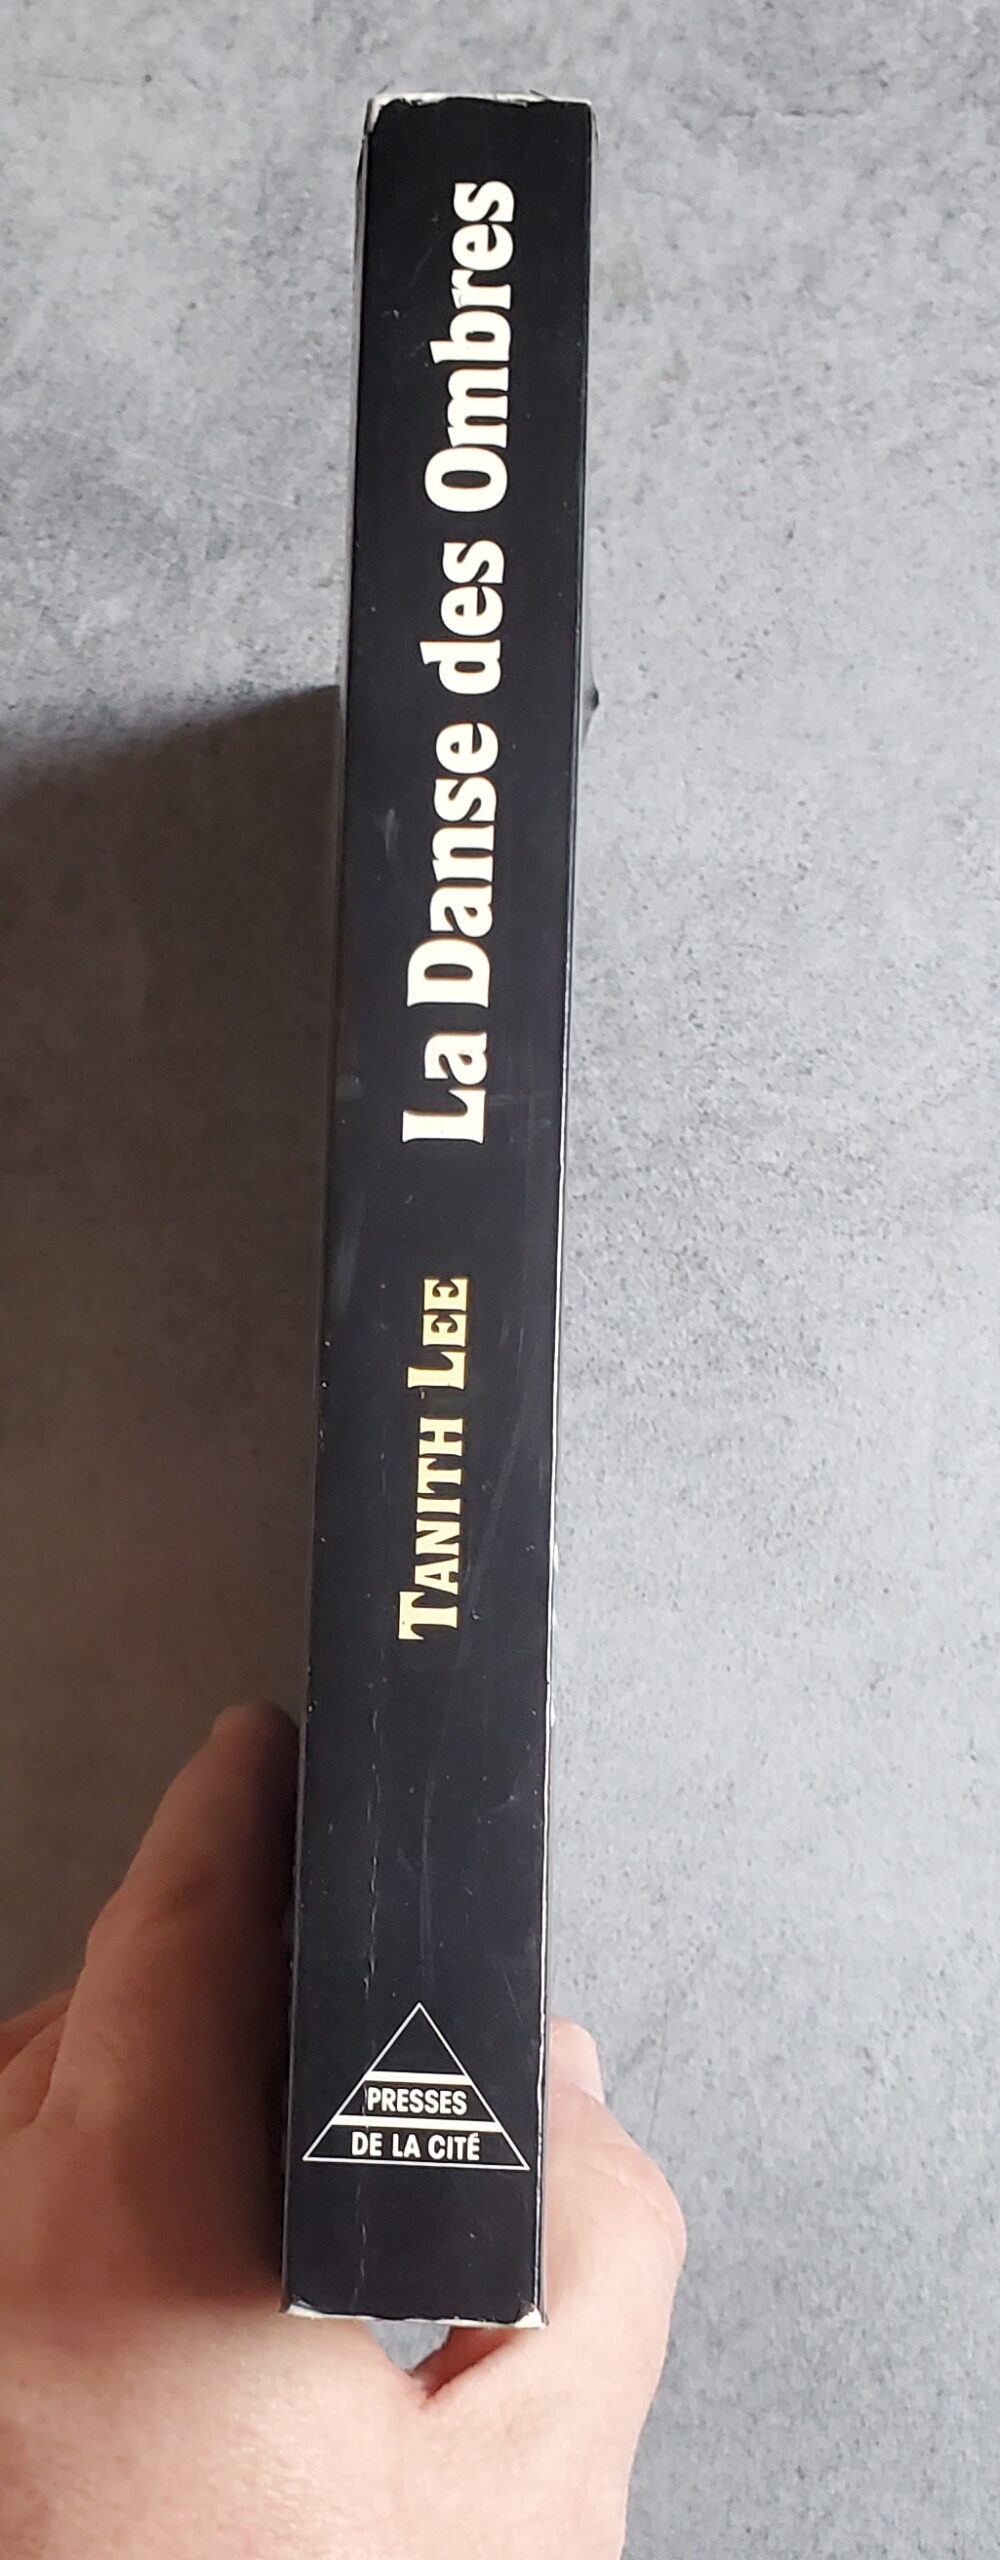 La Danse des Ombres
TANITH LEE
PRESSES
DE LA CITÉ